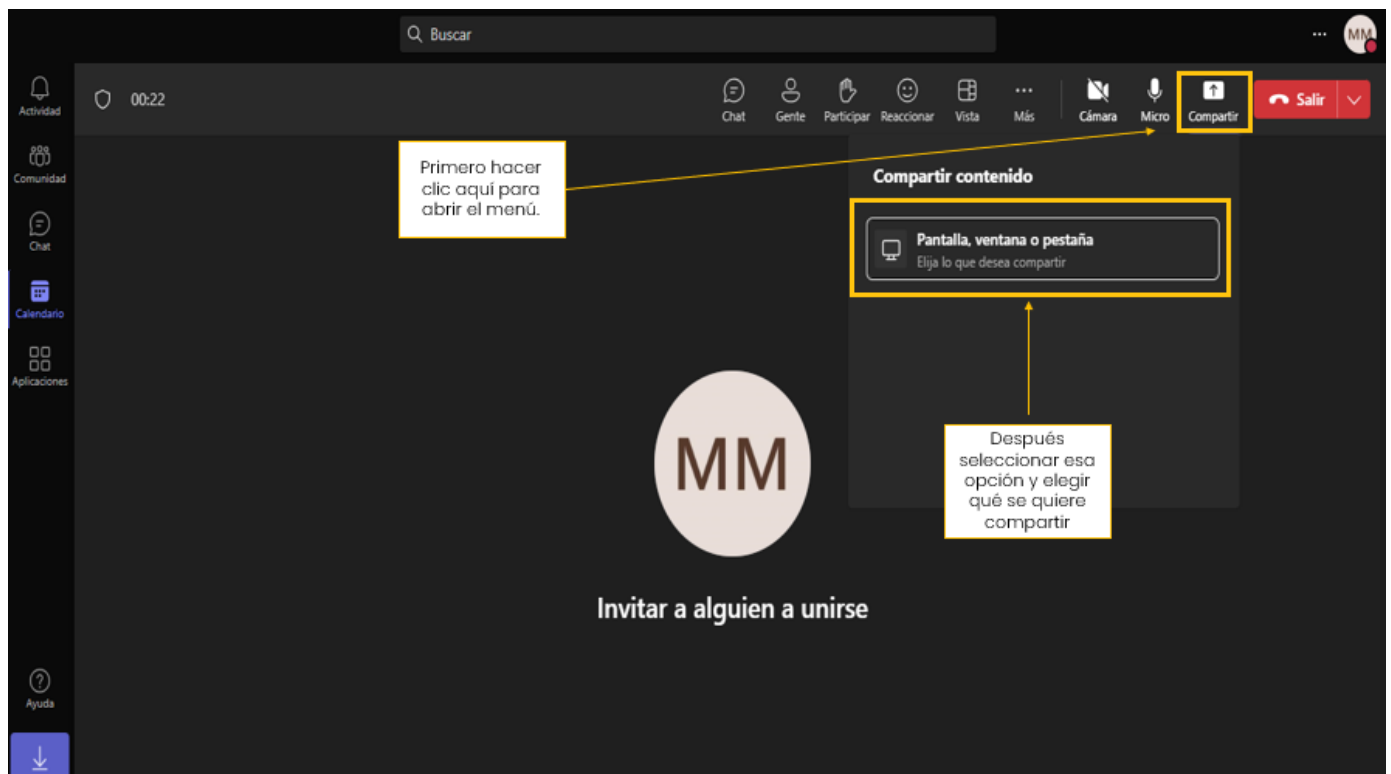 Buscar
MM
Actividad
Comunidad
Chat
Calendario
Aplicaciones
Ayuda
00:22
Chat
Gente
Participar
Reaccionar
Vista
Más
Cámara
Micro
Compartir
Salir
Primero hacer
clic aquí para
abrir el menú.
Compartir contenido
Pantalla, ventana o pestaña
Elija lo que desea compartir
Después
seleccionar esa
opción y elegir
qué se quiere
compartir
MM
Invitar a alguien a unirse